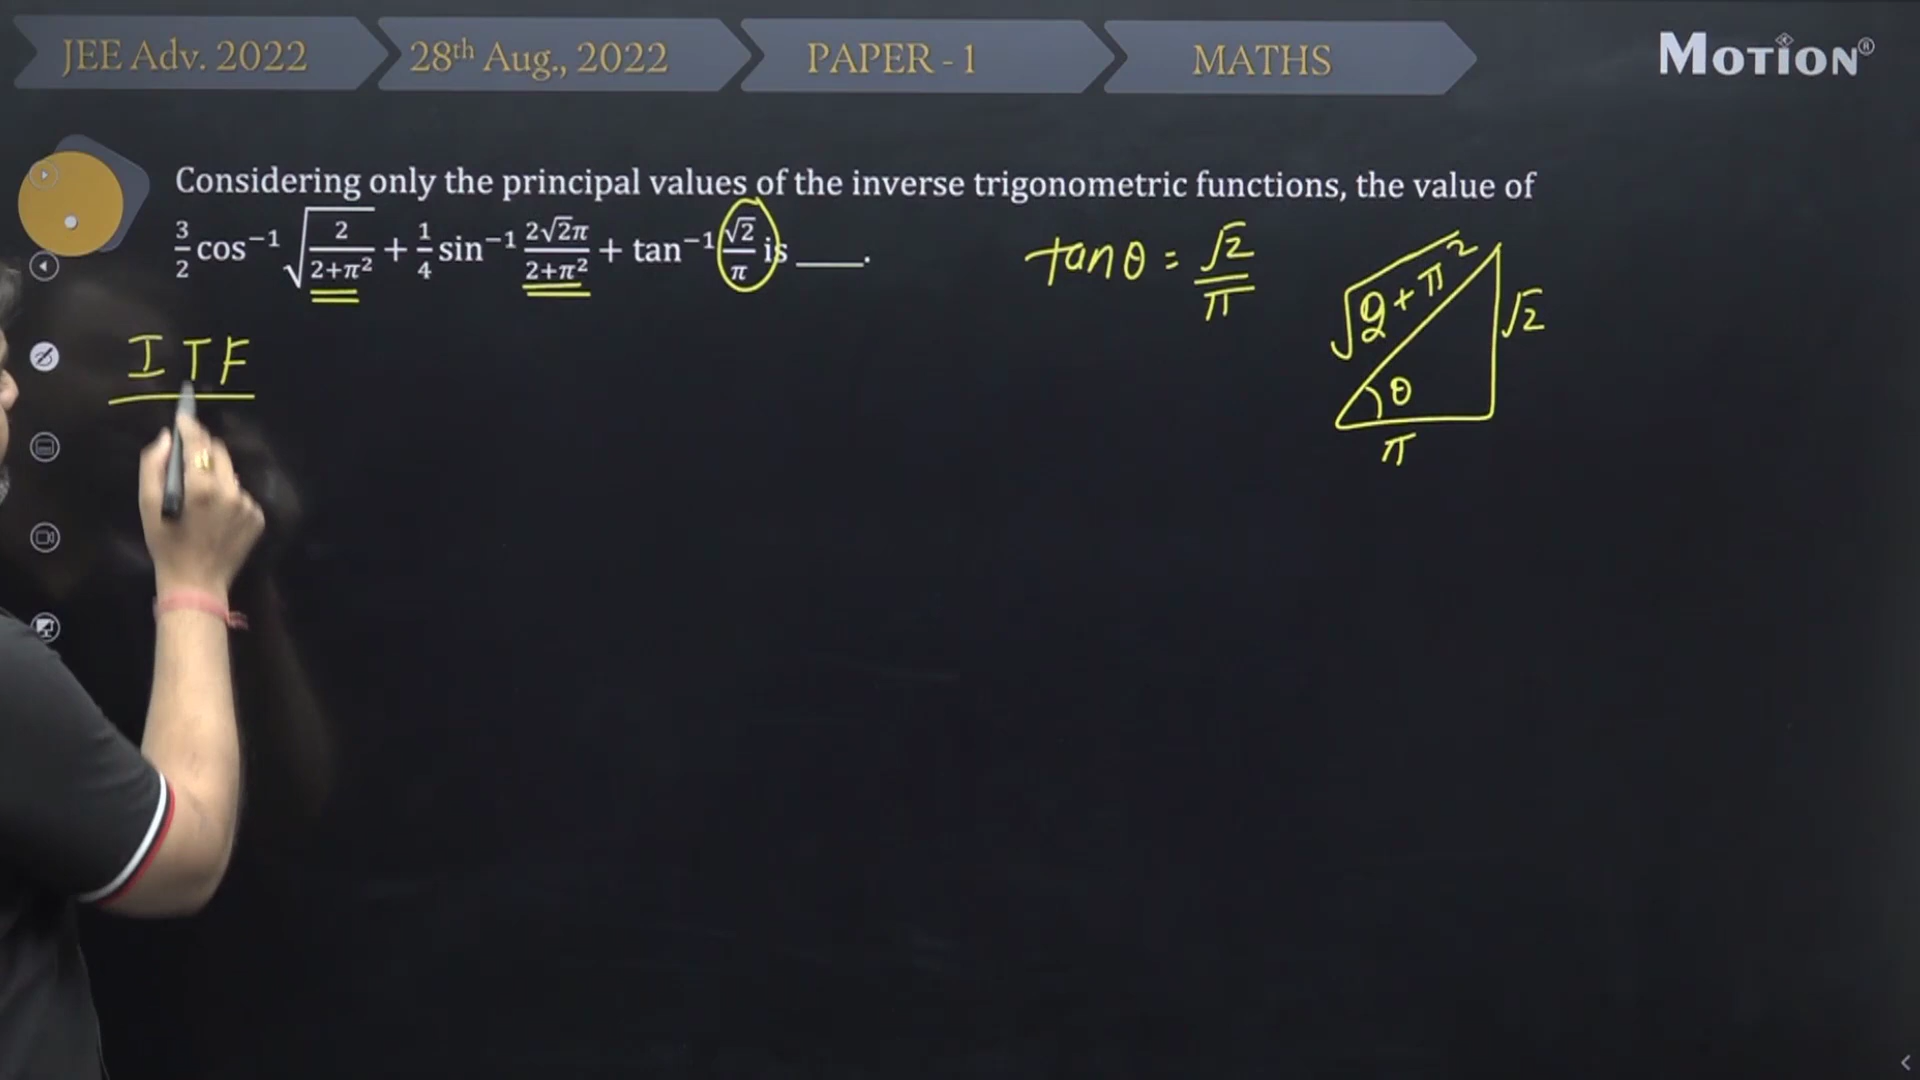 JEE Adv. 2022 28th Aug., 2022 PAPER - 1 MATHS MOTION®
Considering only the principal values of the inverse trigonometric functions, the value of
3/2 cos⁻¹ √(2/(2+π²)) + 1/4 sin⁻¹ (2√2π)/(2+π²) + tan⁻¹ √2/π is ____.
tan θ = √2/π
√(2 + π²)
√2
θ
π
ITF